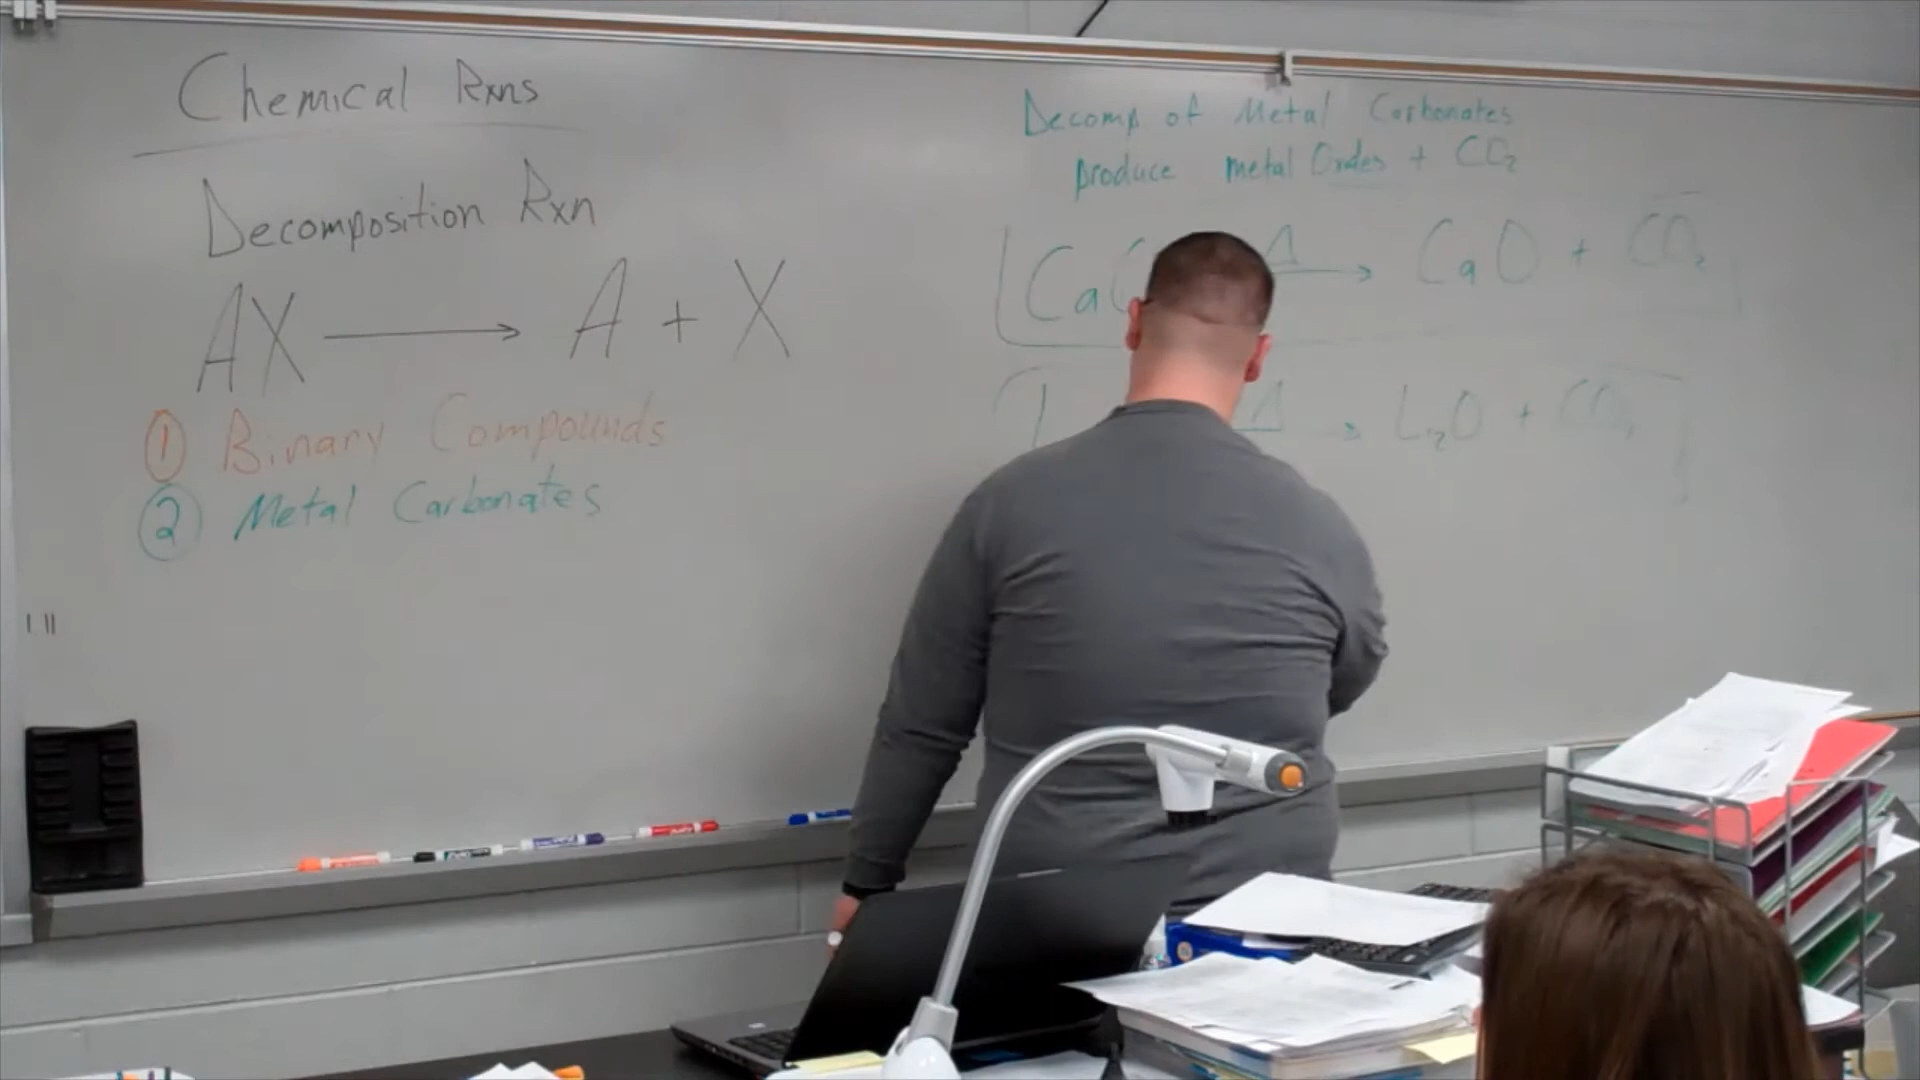 Chemical Rxns
Decomposition Rxn
AX → A + X
① Binary Compounds
② Metal Carbonates
Decomp of Metal Carbonates
produce metal Oxides + CO₂
CaC Δ → CaO + CO₂
Δ → Li₂O + CO₂